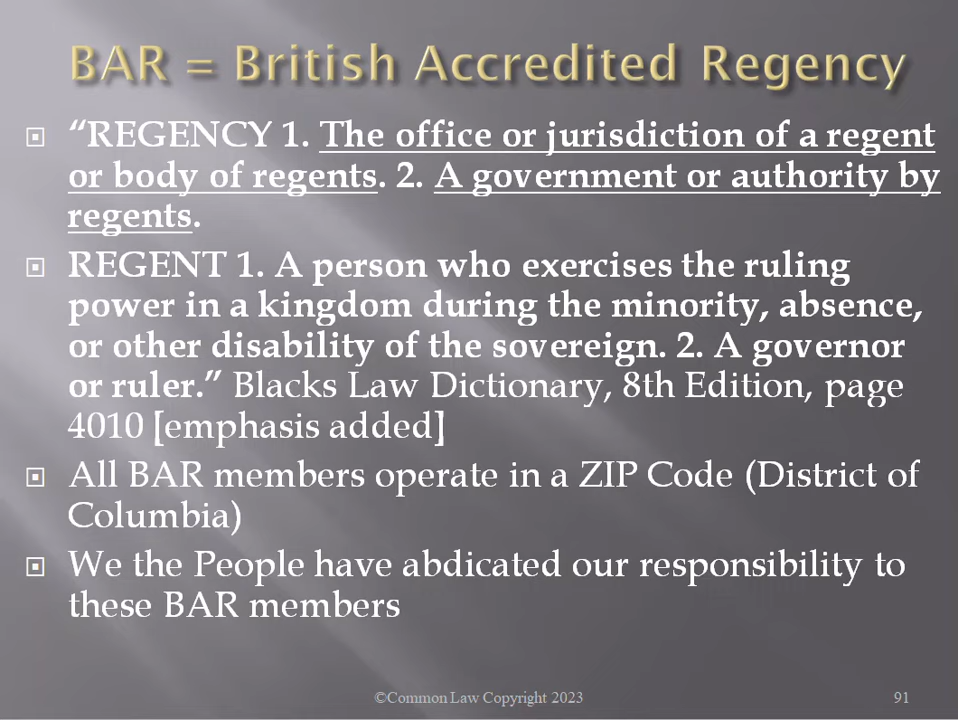 BAR = British Accredited Regency
“REGENCY 1. The office or jurisdiction of a regent
or body of regents. 2. A government or authority by
regents.
REGENT 1. A person who exercises the ruling
power in a kingdom during the minority, absence,
or other disability of the sovereign. 2. A governor
or ruler.” Blacks Law Dictionary, 8th Edition, page
4010 [emphasis added]
All BAR members operate in a ZIP Code (District of
Columbia)
We the People have abdicated our responsibility to
these BAR members
©Common Law Copyright 2023
91